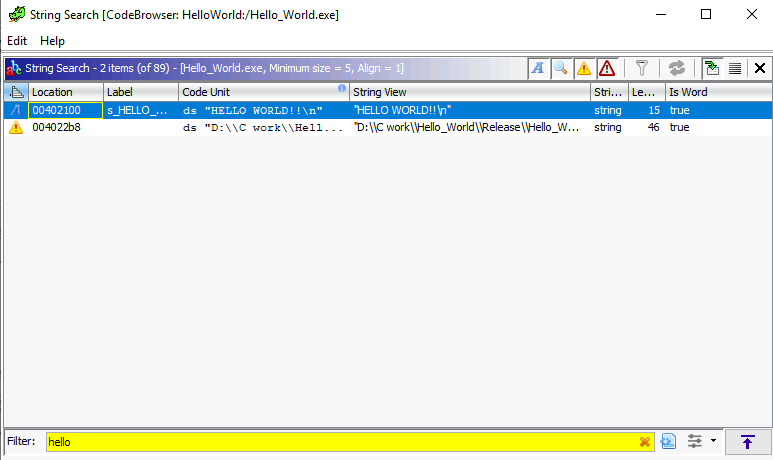 String Search [CodeBrowser: HelloWorld:/Hello_World.exe]
Edit Help
String Search - 2 items (of 89) - [Hello_World.exe, Minimum size = 5, Align = 1]
Location Label Code Unit String View Stri... Le... Is Word
00402100 s_HELLO_... ds "HELLO WORLD!!\n" "HELLO WORLD!!\n" string 15 true
004022b8 ds "D:\\C work\\Hell... "D:\\C work\\Hello_World\\Release\\Hello_W... string 46 true
Filter: hello